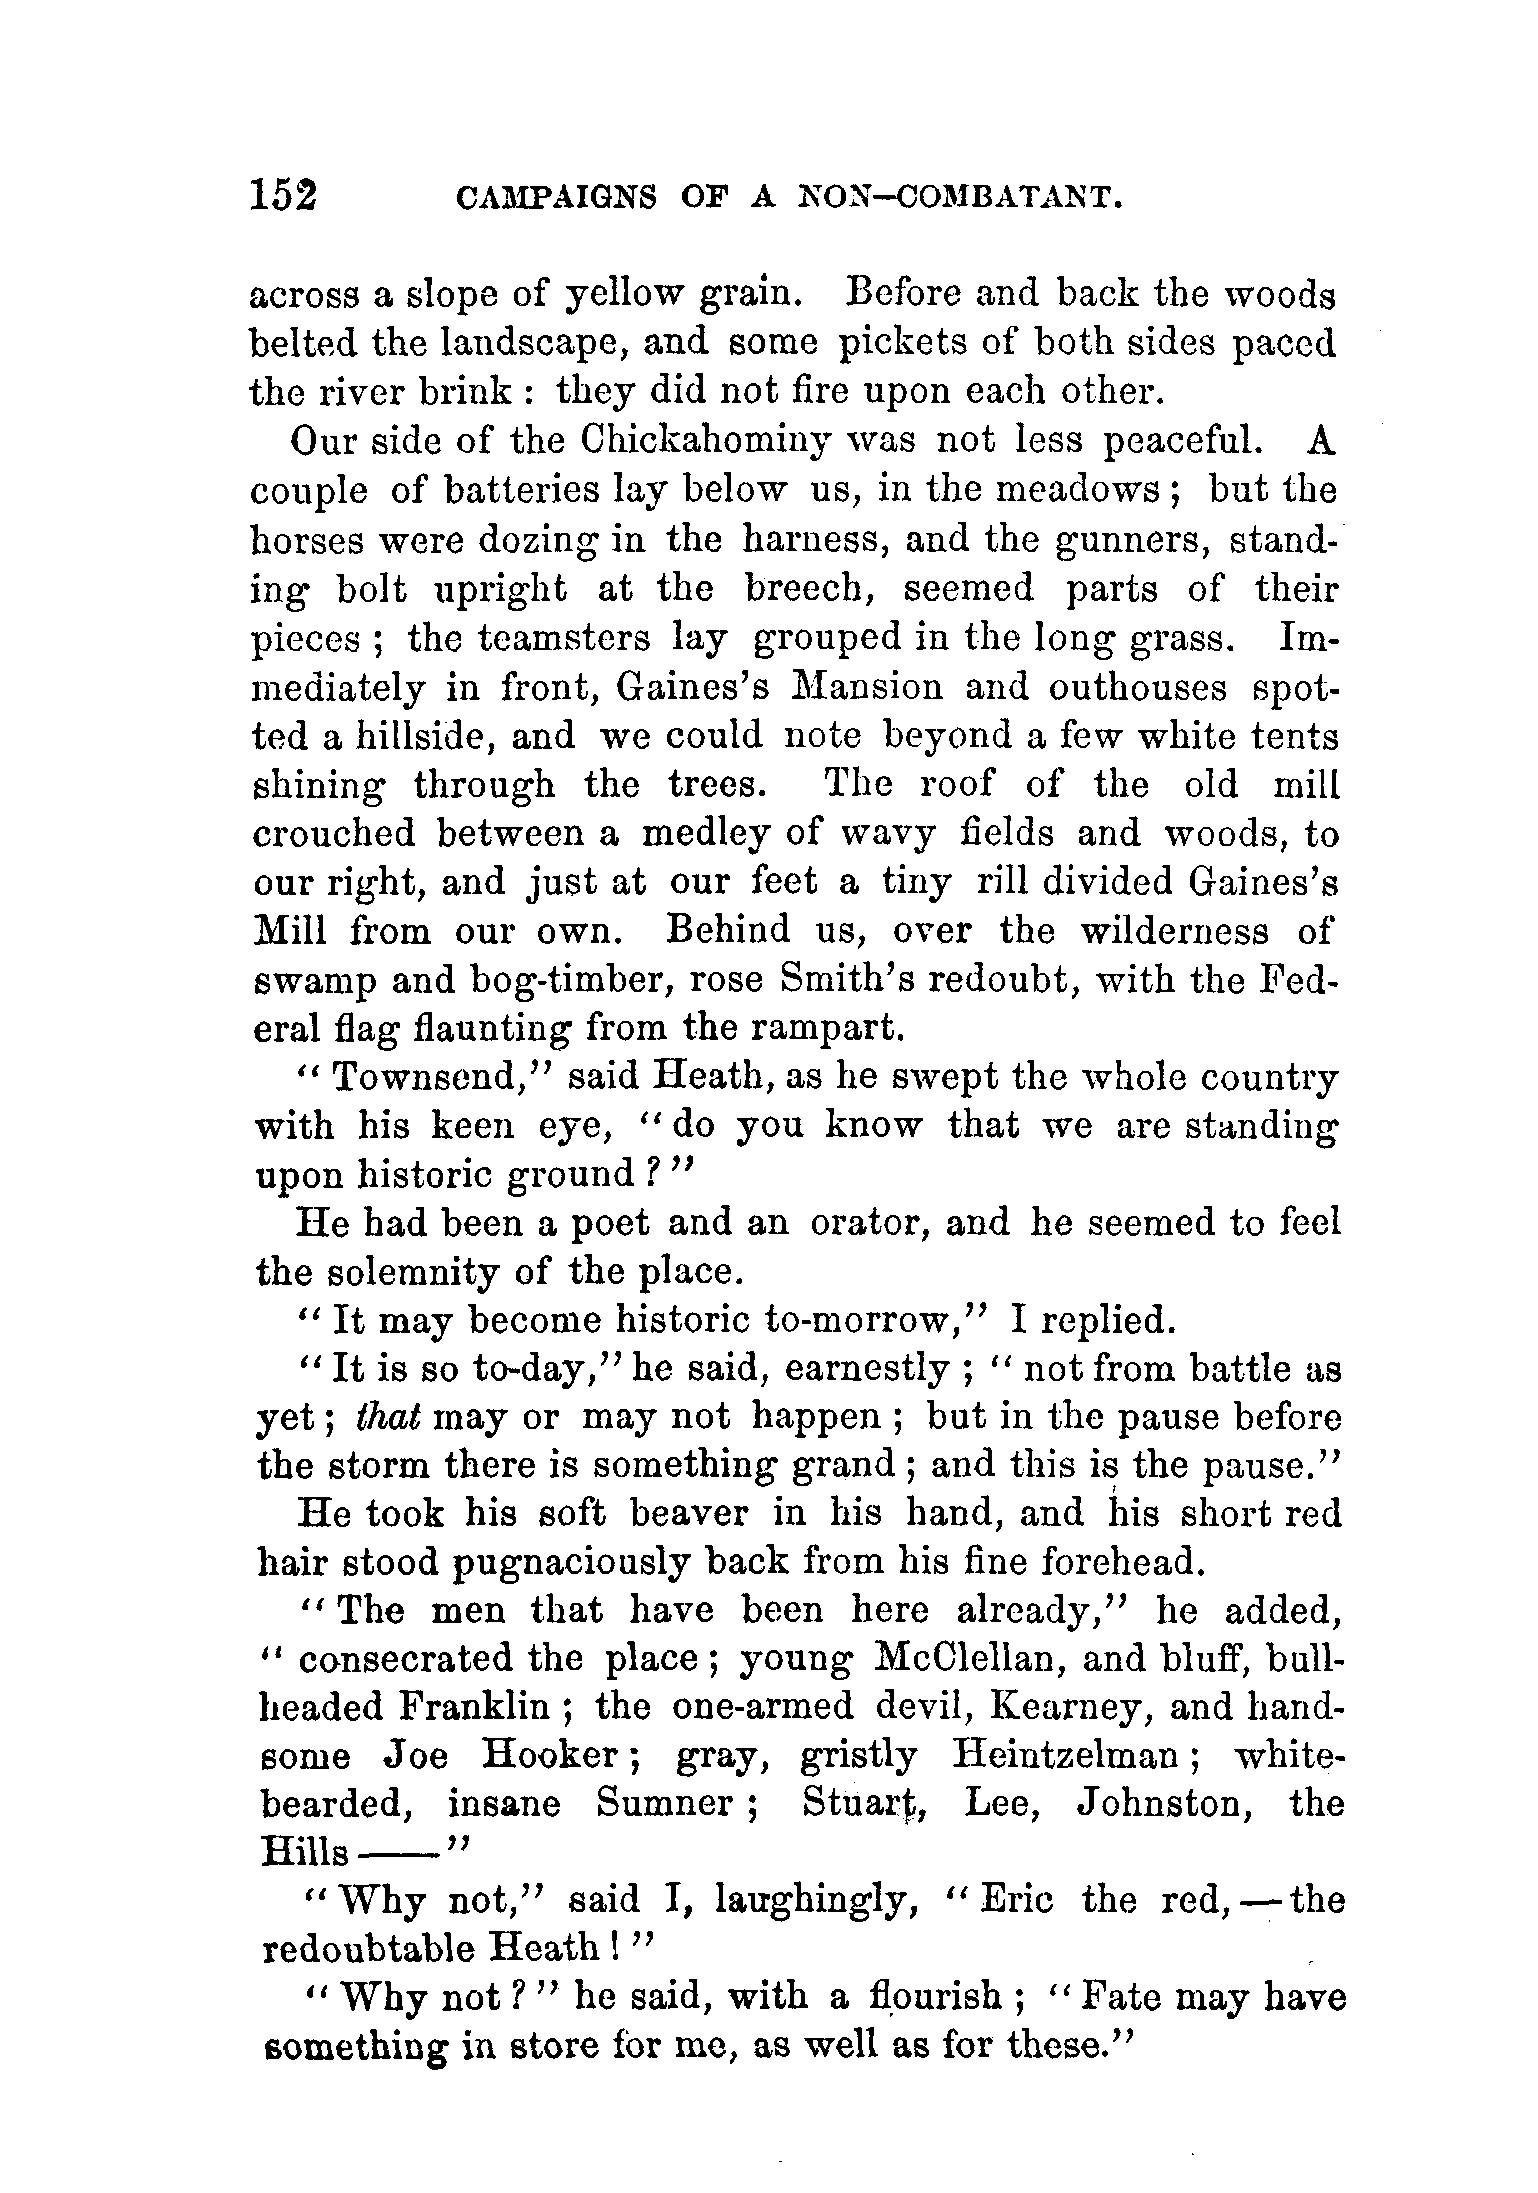 152 CAMPAIGNS OF A NON-COMBATANT.
across a slope of yellow grain. Before and back the woods
belted the landscape, and some pickets of both sides paced
the river brink : they did not fire upon each other.
Our side of the Chickahominy was not less peaceful. A
couple of batteries lay below us, in the meadows ; but the
horses were dozing in the harness, and the gunners, stand-
ing bolt upright at the breech, seemed parts of their
pieces ; the teamsters lay grouped in the long grass. Im-
mediately in front, Gaines's Mansion and outhouses spot-
ted a hillside, and we could note beyond a few white tents
shining through the trees. The roof of the old mill
crouched between a medley of wavy fields and woods, to
our right, and just at our feet a tiny rill divided Gaines's
Mill from our own. Behind us, over the wilderness of
swamp and bog-timber, rose Smith's redoubt, with the Fed-
eral flag flaunting from the rampart.
" Townsend," said Heath, as he swept the whole country
with his keen eye, " do you know that we are standing
upon historic ground ? "
He had been a poet and an orator, and he seemed to feel
the solemnity of the place.
" It may become historic to-morrow," I replied.
" It is so to-day," he said, earnestly ; " not from battle as
yet ; that may or may not happen ; but in the pause before
the storm there is something grand ; and this is the pause."
He took his soft beaver in his hand, and his short red
hair stood pugnaciously back from his fine forehead.
" The men that have been here already," he added,
" consecrated the place ; young McClellan, and bluff, bull-
headed Franklin ; the one-armed devil, Kearney, and hand-
some Joe Hooker ; gray, gristly Heintzelman ; white-
bearded, insane Sumner ; Stuart, Lee, Johnston, the
Hills —— "
" Why not," said I, laughingly, " Eric the red, — the
redoubtable Heath ! "
" Why not ? " he said, with a flourish ; " Fate may have
something in store for me, as well as for these."